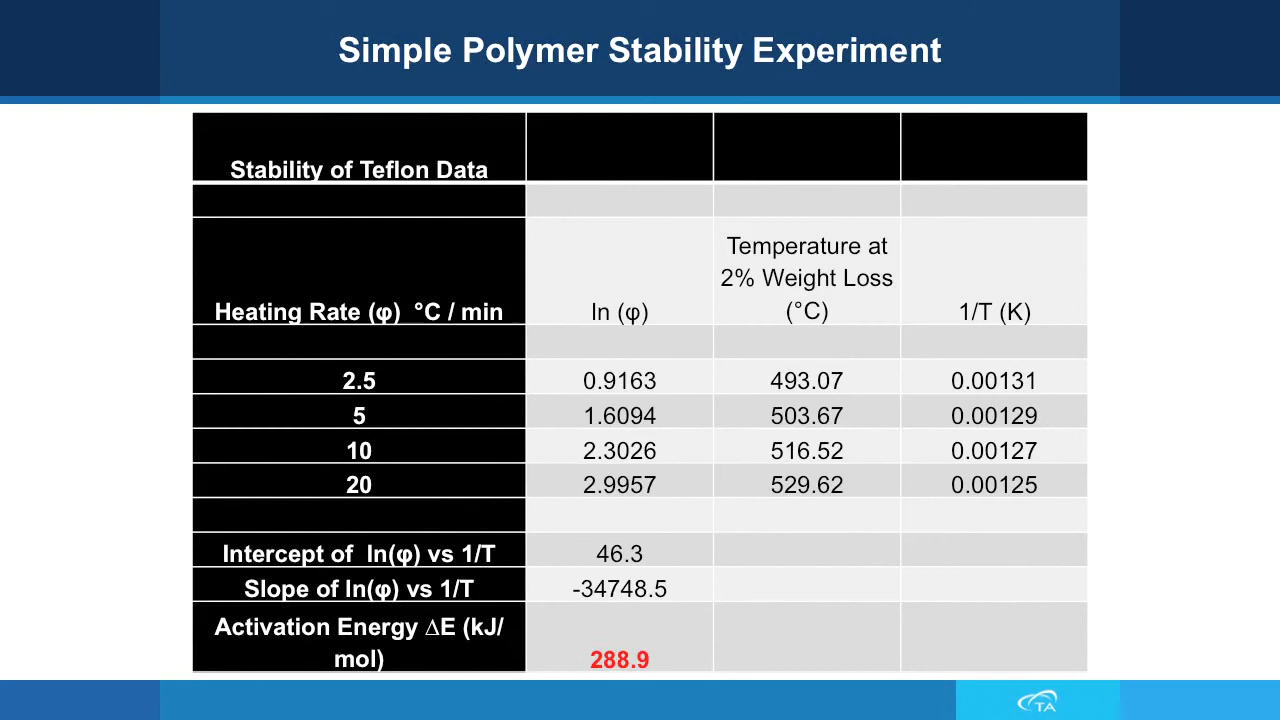 Simple Polymer Stability Experiment
Stability of Teflon Data
Heating Rate (φ) °C / min
ln (φ)
Temperature at
2% Weight Loss
(°C)
1/T (K)
2.5 0.9163 493.07 0.00131
5 1.6094 503.67 0.00129
10 2.3026 516.52 0.00127
20 2.9957 529.62 0.00125
Intercept of ln(φ) vs 1/T 46.3
Slope of ln(φ) vs 1/T -34748.5
Activation Energy ∆E (kJ/
mol) 288.9
TA